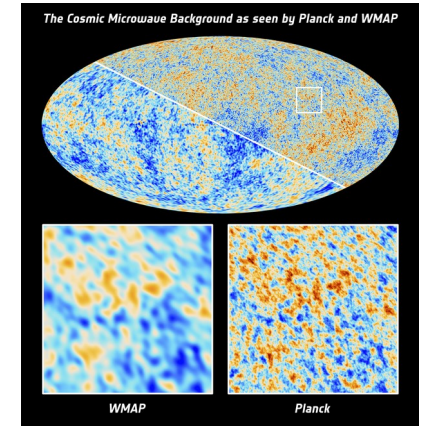 The Cosmic Microwave Background as seen by Planck and WMAP
WMAP
Planck